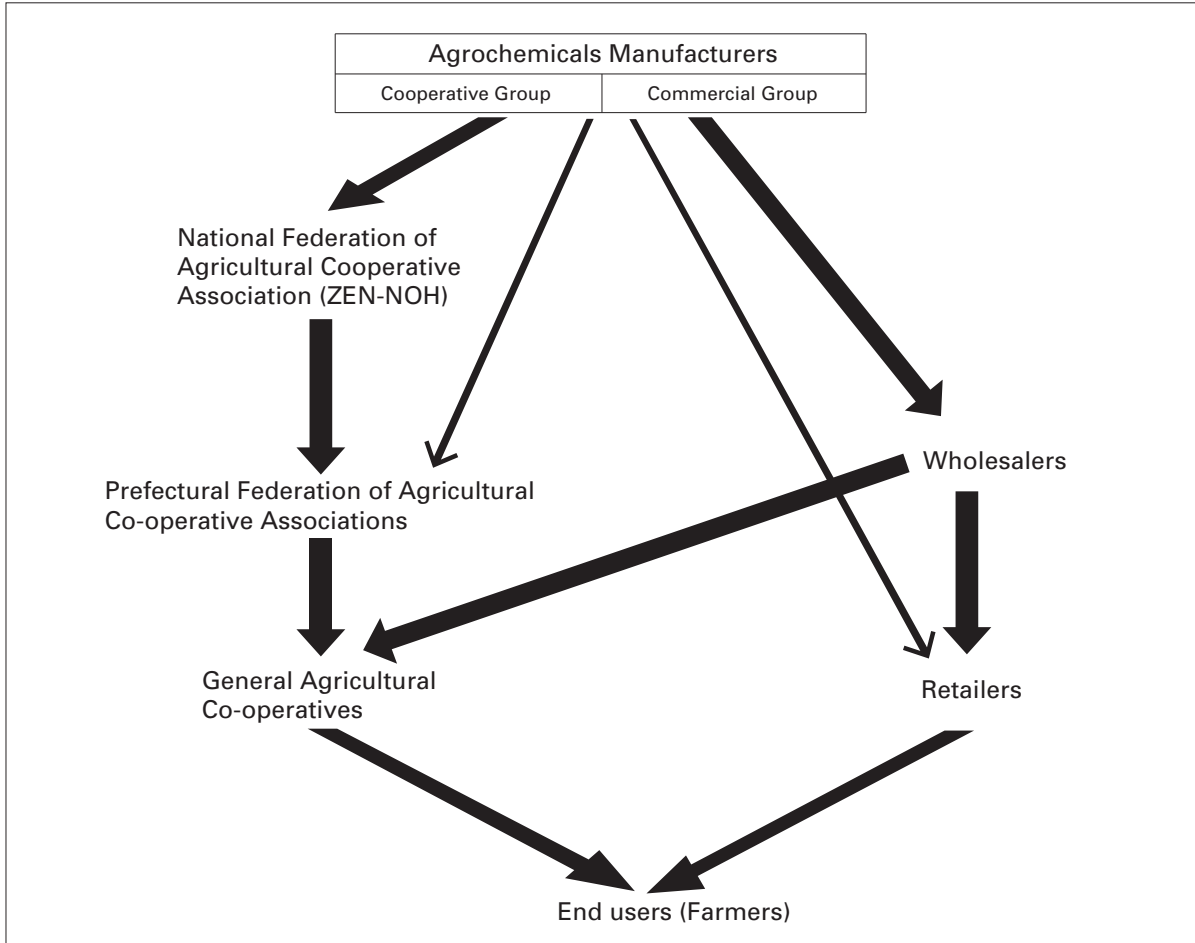 Agrochemicals Manufacturers
Cooperative Group
Commercial Group
National Federation of
Agricultural Cooperative
Association (ZEN-NOH)
Wholesalers
Prefectural Federation of Agricultural
Co-operative Associations
General Agricultural
Co-operatives
Retailers
End users (Farmers)